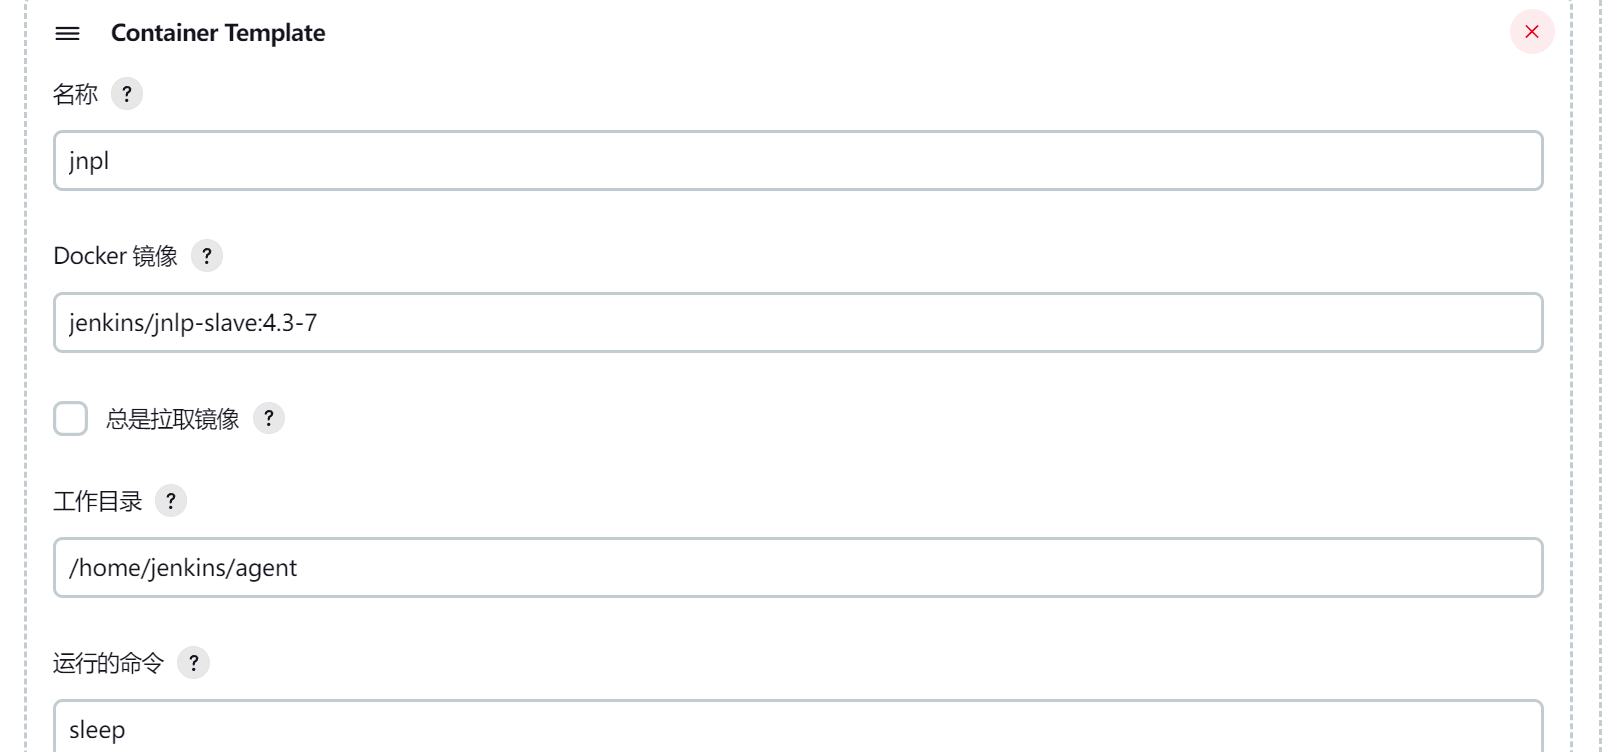 Container Template
名称 ?
jnpl
Docker 镜像 ?
jenkins/jnlp-slave:4.3-7
总是拉取镜像 ?
工作目录 ?
/home/jenkins/agent
运行的命令 ?
sleep